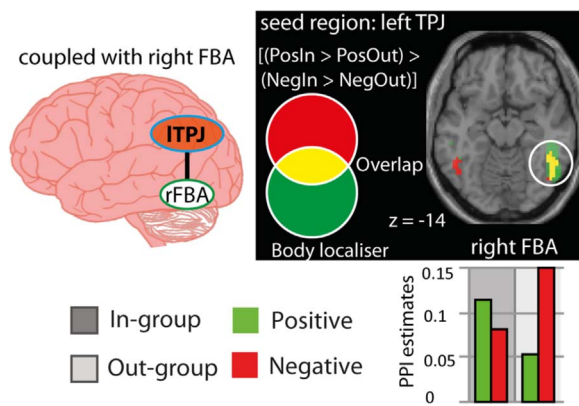 coupled with right FBA
lTPJ
rFBA
seed region: left TPJ
[(PosIn > PosOut) >
(NegIn > NegOut)]
Overlap
Body localiser
z = -14
right FBA
In-group
Out-group
Positive
Negative
PPI estimates
0.15
0.1
0.05
0